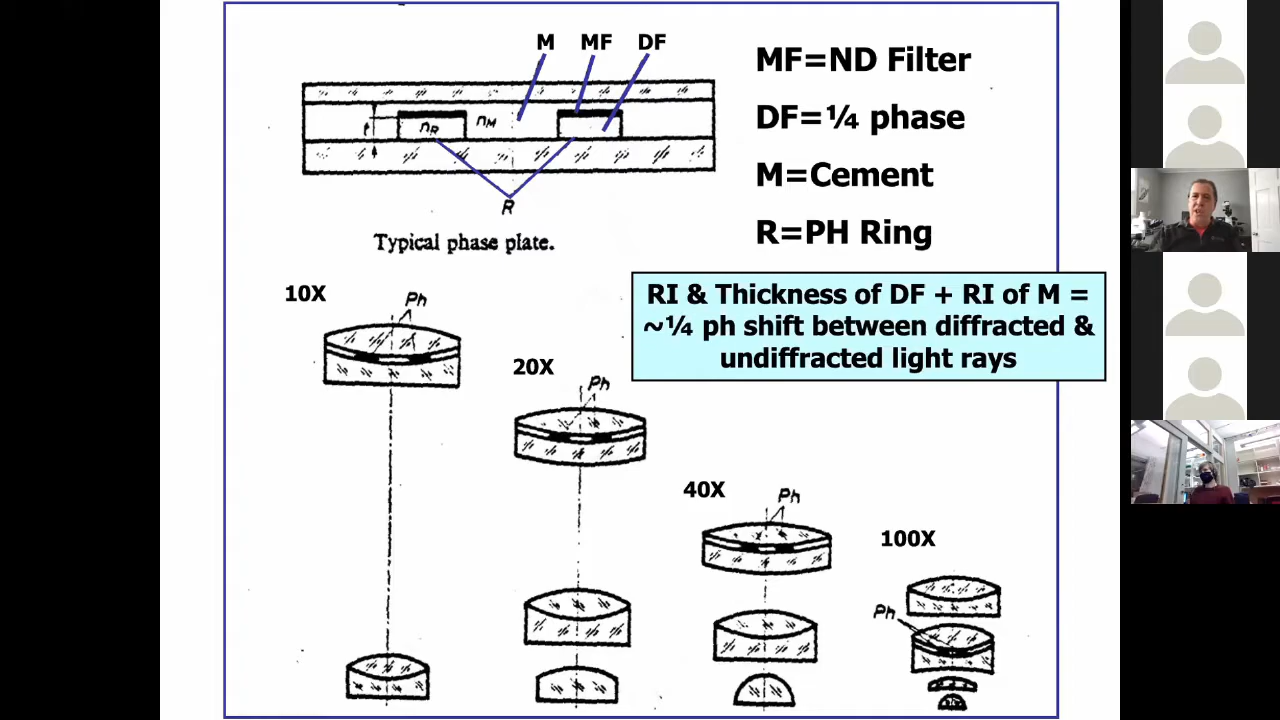 M MF DF
t nR nM
R
Typical phase plate.
MF=ND Filter
DF=¼ phase
M=Cement
R=PH Ring
RI & Thickness of DF + RI of M =
~¼ ph shift between diffracted &
undiffracted light rays
10X
Ph
20X
Ph
40X
Ph
100X
Ph